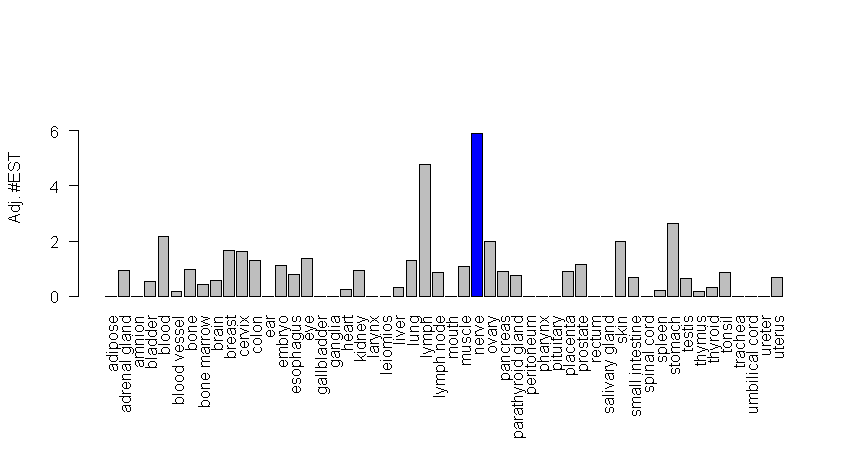 Adj. #EST
6
4
2
0
adipose
adrenal gland
amnion
bladder
blood
blood vessel
bone
bone marrow
brain
breast
cervix
colon
ear
embryo
esophagus
eye
gallbladder
ganglia
heart
kidney
larynx
leiomios
liver
lung
lymph
lymph node
mouth
muscle
nerve
ovary
pancreas
parathyroid gland
peritoneum
pharynx
pituitary
placenta
prostate
rectum
salivary gland
skin
small intestine
spinal cord
spleen
stomach
testis
thymus
thyroid
tonsil
trachea
umbilical cord
ureter
uterus